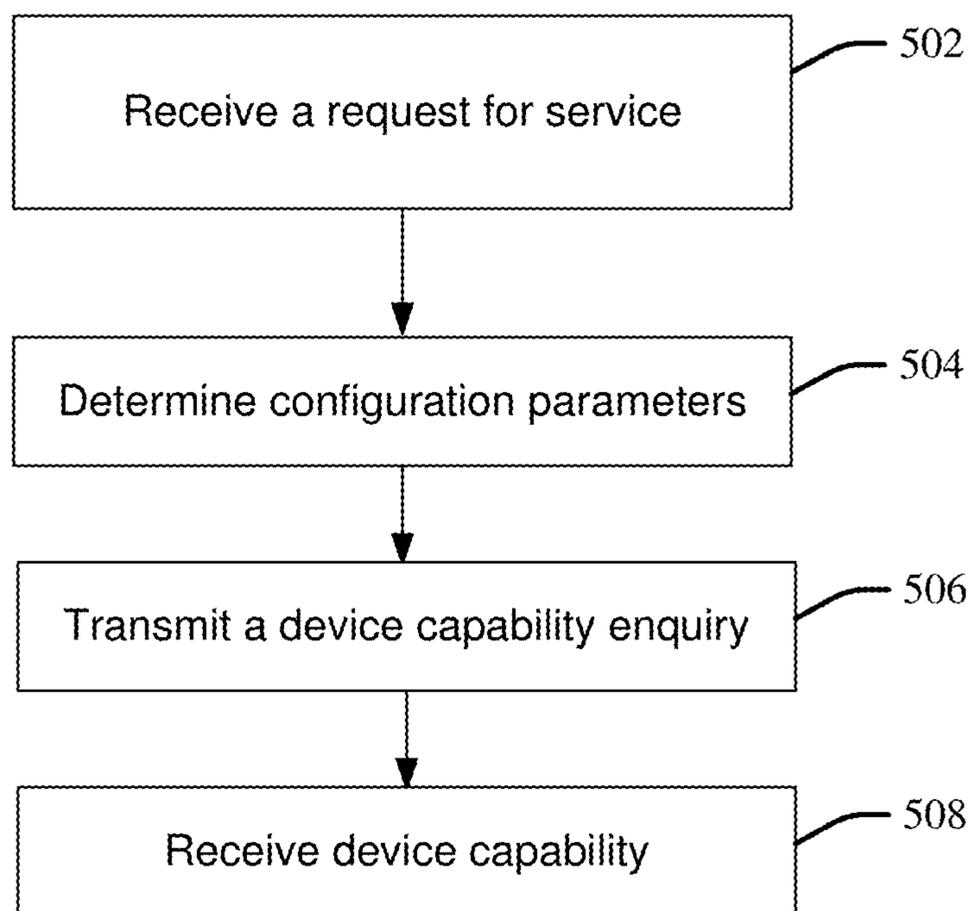 Receive a request for service
502
Determine configuration parameters
504
Transmit a device capability enquiry
506
Receive device capability
508